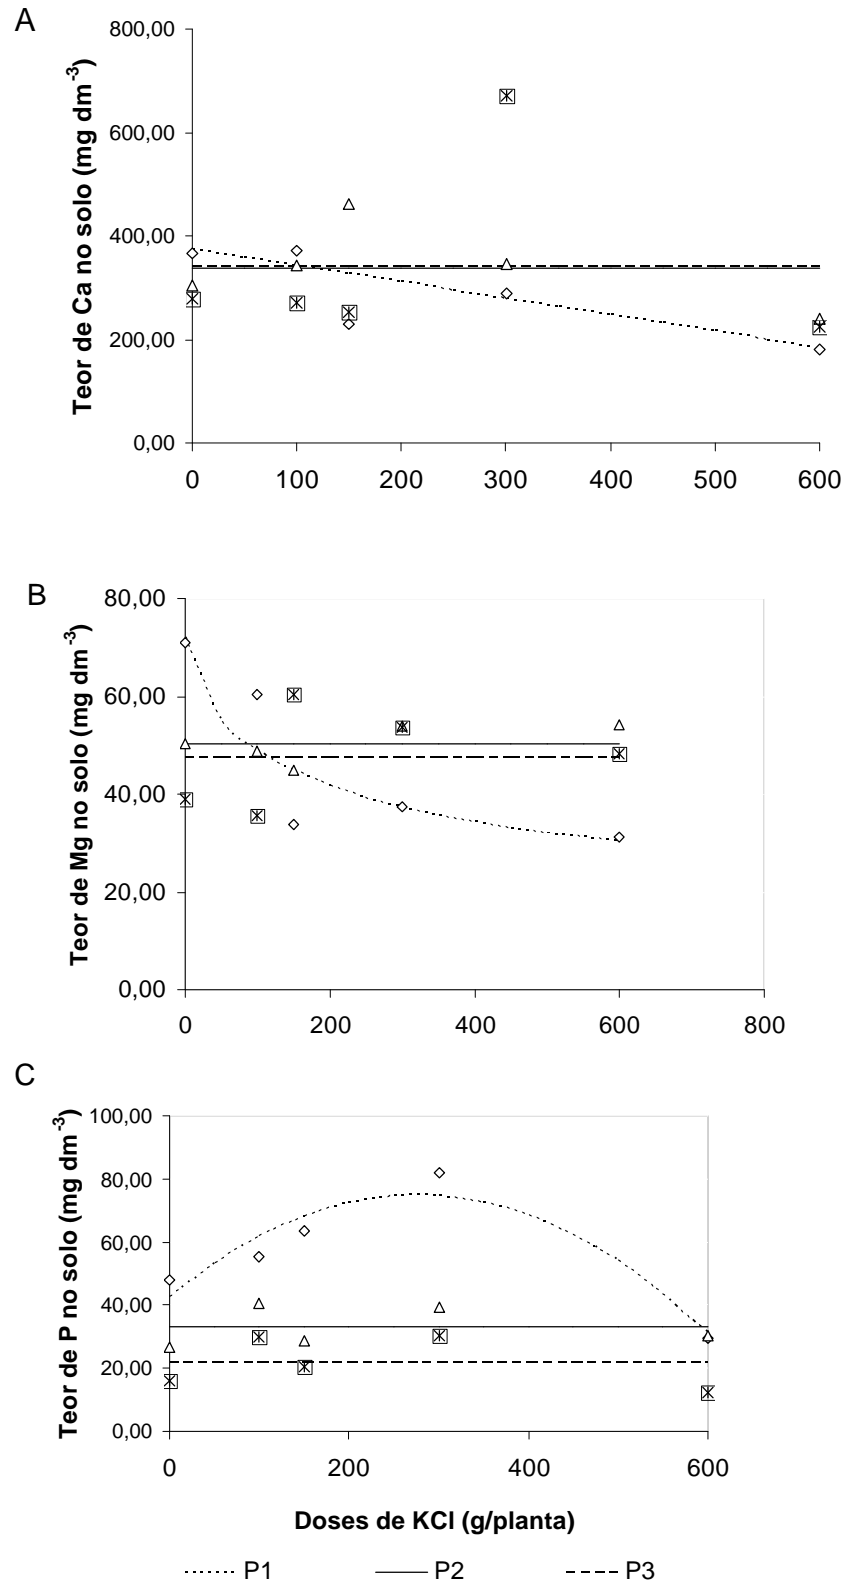 A
Teor de Ca no solo (mg dm-3)
800,00
600,00
400,00
200,00
0,00
0 100 200 300 400 500 600
B
Teor de Mg no solo (mg dm-3)
80,00
60,00
40,00
20,00
0,00
0 200 400 600 800
C
Teor de P no solo (mg dm-3)
100,00
80,00
60,00
40,00
20,00
0,00
0 200 400 600
Doses de KCl (g/planta)
P1 P2 P3